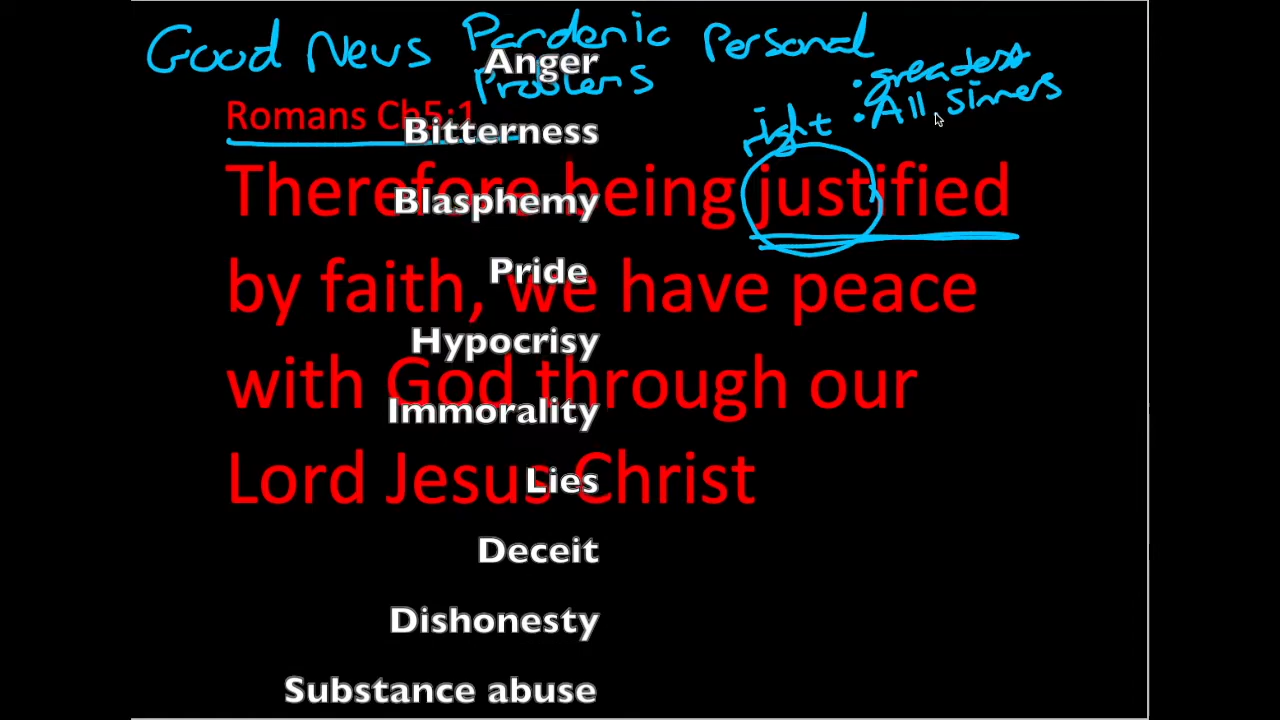 Good News Pandemic Personal
Problems
• greatest
• All sinners
right
Romans Ch5:1
Therefore being justified
by faith, we have peace
with God through our
Lord Jesus Christ
Anger
Bitterness
Blasphemy
Pride
Hypocrisy
Immorality
Lies
Deceit
Dishonesty
Substance abuse